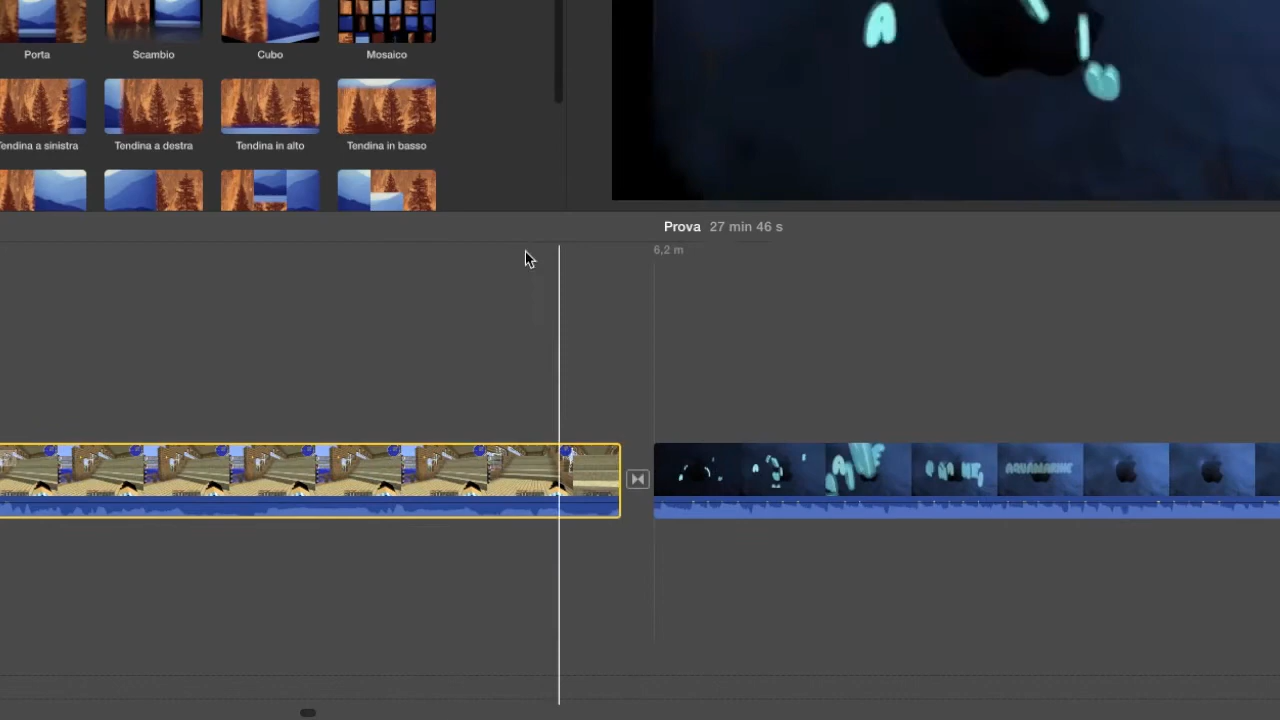 Porta
Scambio
Cubo
Mosaico
Tendina a sinistra
Tendina a destra
Tendina in alto
Tendina in basso
Prova 27 min 46 s
6,2 m
AQUAMARINE